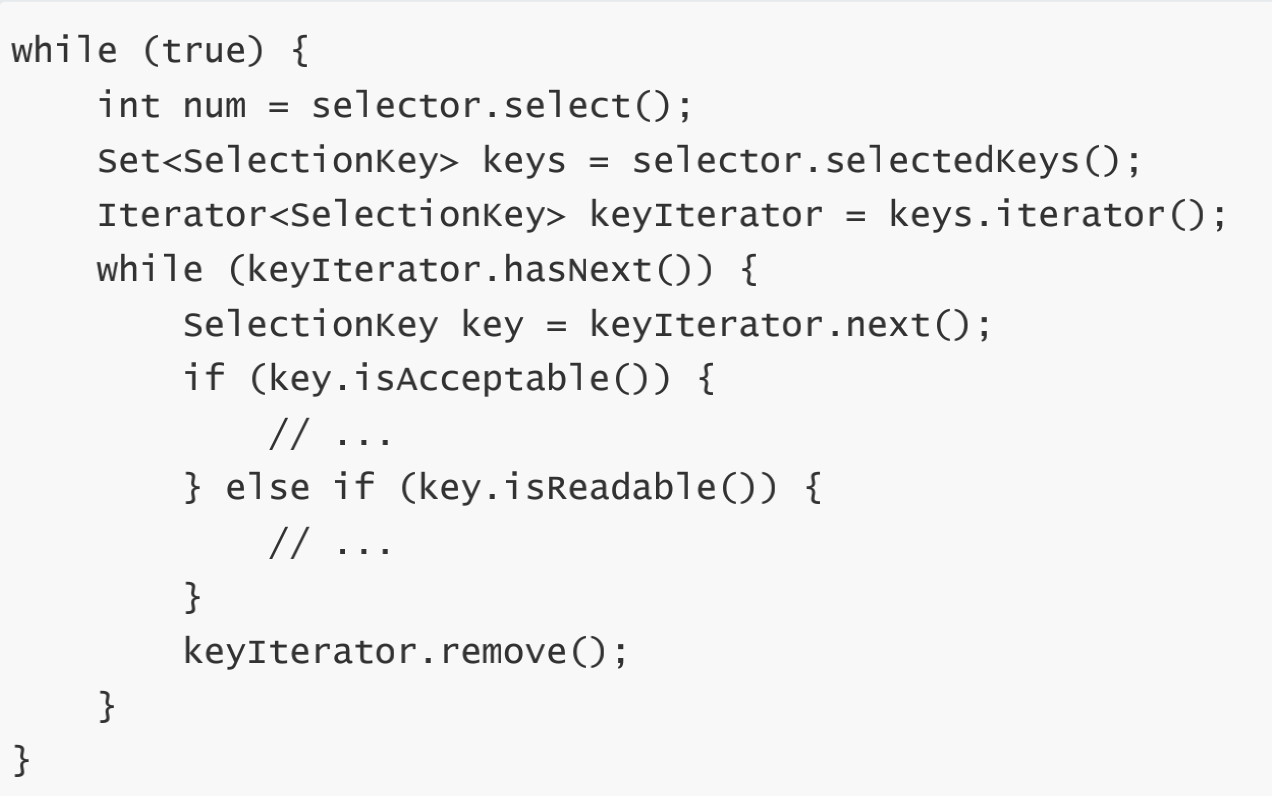 while (true) {
    int num = selector.select();
    Set<SelectionKey> keys = selector.selectedKeys();
    Iterator<SelectionKey> keyIterator = keys.iterator();
    while (keyIterator.hasNext()) {
        SelectionKey key = keyIterator.next();
        if (key.isAcceptable()) {
            // ...
        } else if (key.isReadable()) {
            // ...
        }
        keyIterator.remove();
    }
}